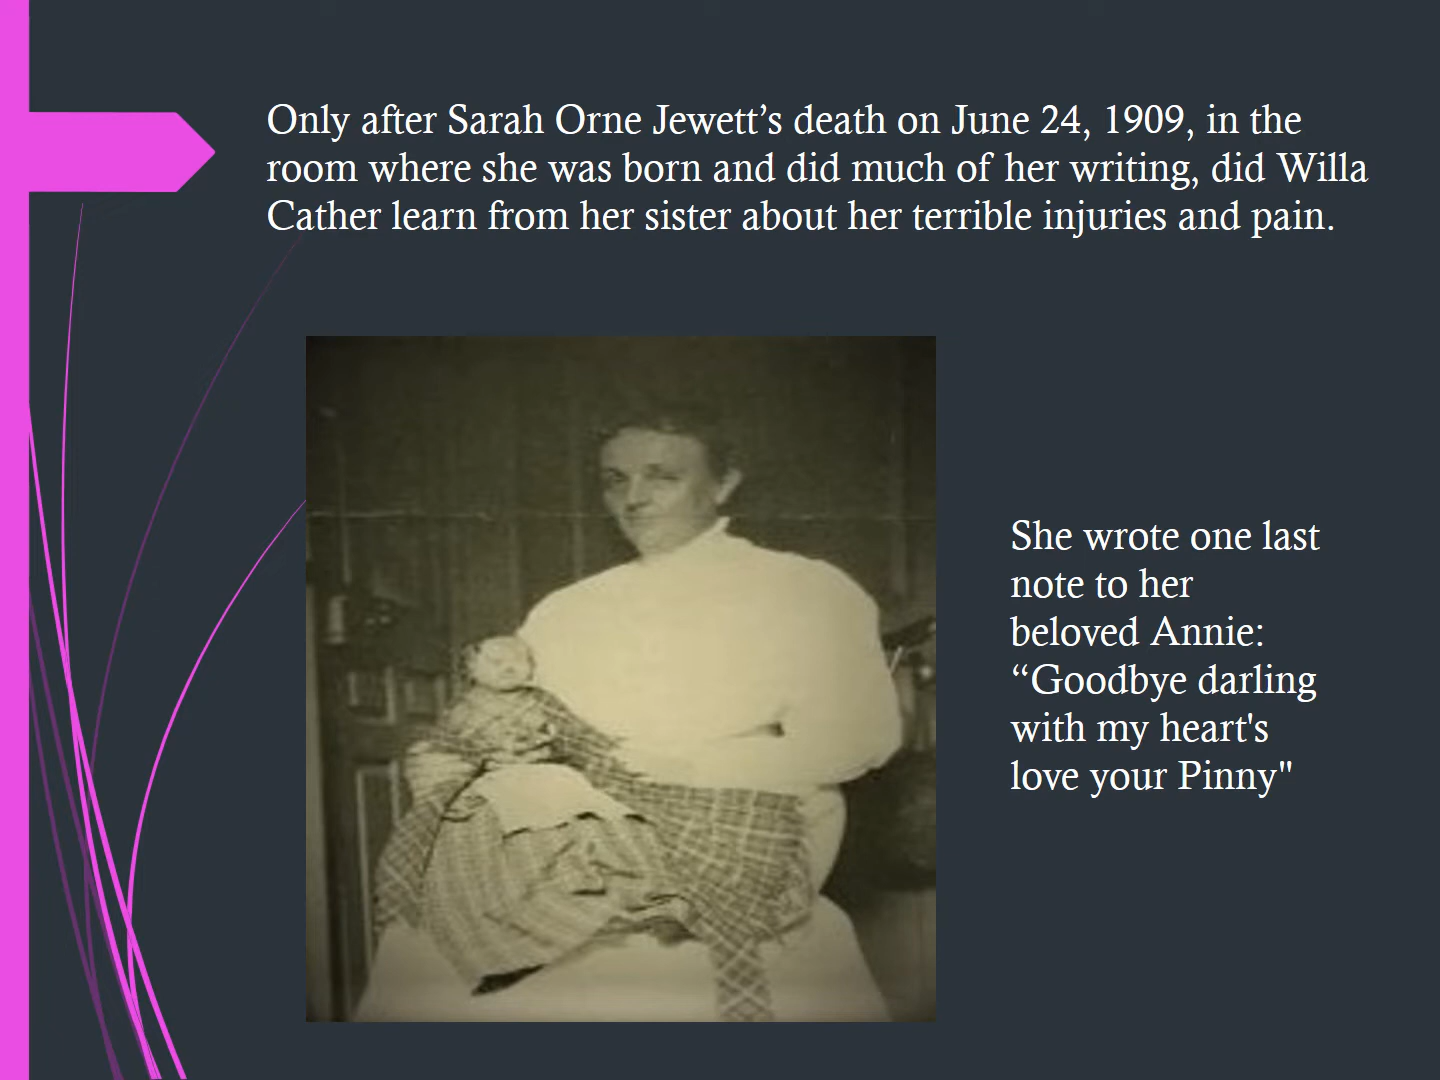 Only after Sarah Orne Jewett’s death on June 24, 1909, in the
room where she was born and did much of her writing, did Willa
Cather learn from her sister about her terrible injuries and pain.
She wrote one last
note to her
beloved Annie:
“Goodbye darling
with my heart's
love your Pinny"